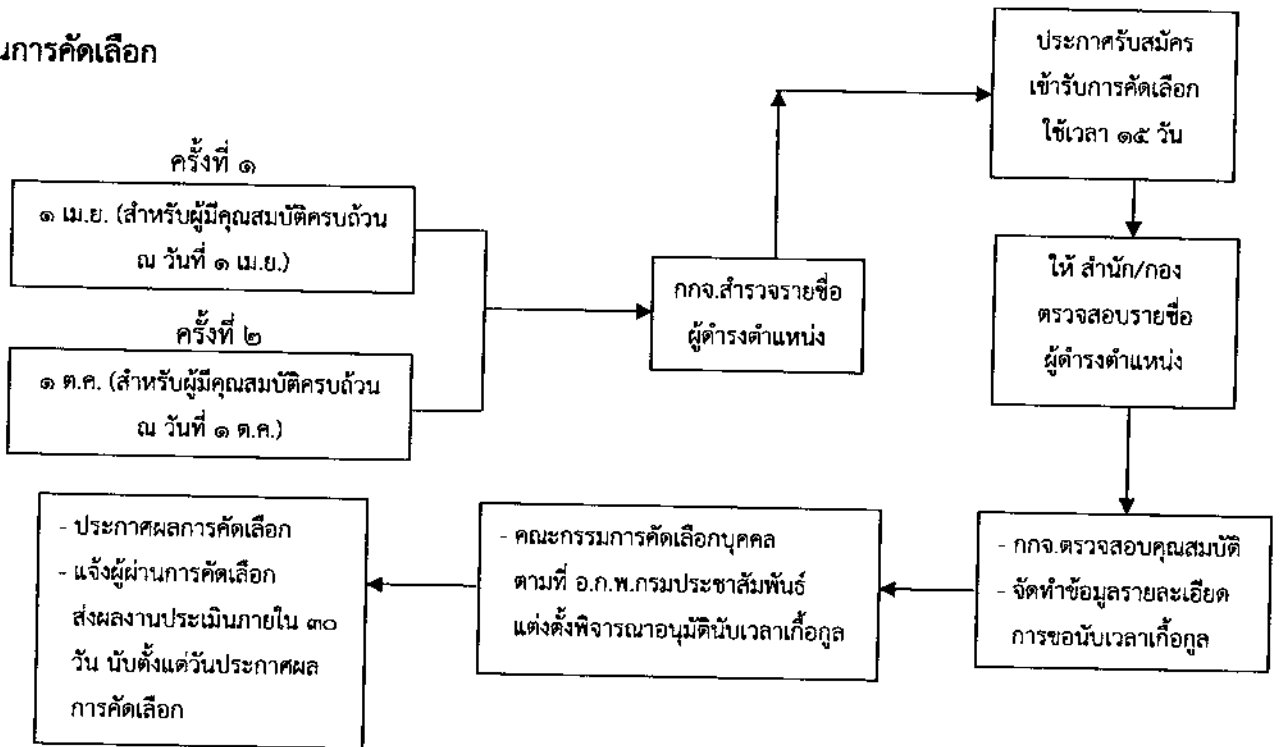 นการคัดเลือก
ครั้งที่ ๑
๑ เม.ย. (สำหรับผู้มีคุณสมบัติครบถ้วน
ณ วันที่ ๑ เม.ย.)
ครั้งที่ ๒
๑ ต.ค. (สำหรับผู้มีคุณสมบัติครบถ้วน
ณ วันที่ ๑ ต.ค.)
กกจ.สำรวจรายชื่อ
ผู้ดำรงตำแหน่ง
ประกาศรับสมัคร
เข้ารับการคัดเลือก
ใช้เวลา ๑๕ วัน
ให้ สำนัก/กอง
ตรวจสอบรายชื่อ
ผู้ดำรงตำแหน่ง
- กกจ.ตรวจสอบคุณสมบัติ
- จัดทำข้อมูลรายละเอียด
การขอนับเวลาเกื้อกูล
- คณะกรรมการคัดเลือกบุคคล
ตามที่ อ.ก.พ.กรมประชาสัมพันธ์
แต่งตั้งพิจารณาอนุมัตินับเวลาเกื้อกูล
- ประกาศผลการคัดเลือก
- แจ้งผู้ผ่านการคัดเลือก
ส่งผลงานประเมินภายใน ๓๐
วัน นับตั้งแต่วันประกาศผล
การคัดเลือก